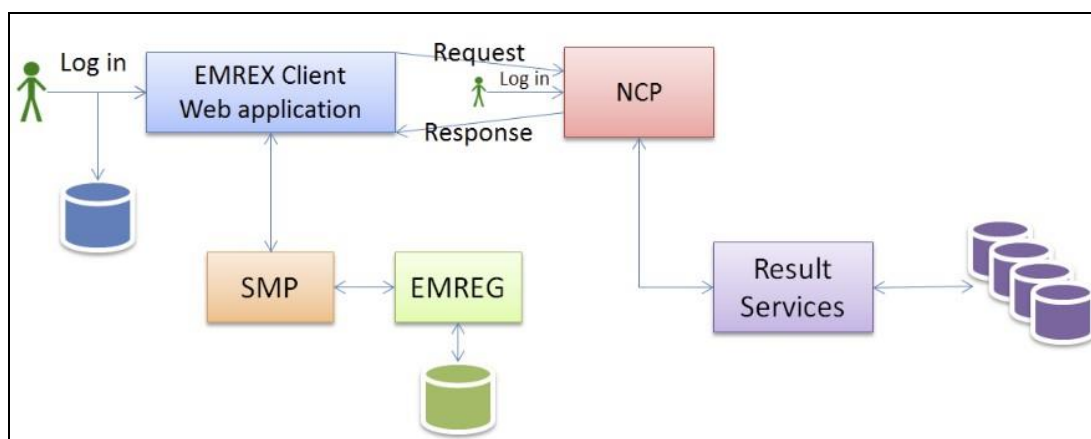 Log in
EMREX Client
Web application
Request
Log in
Response
NCP
SMP
EMREG
Result
Services